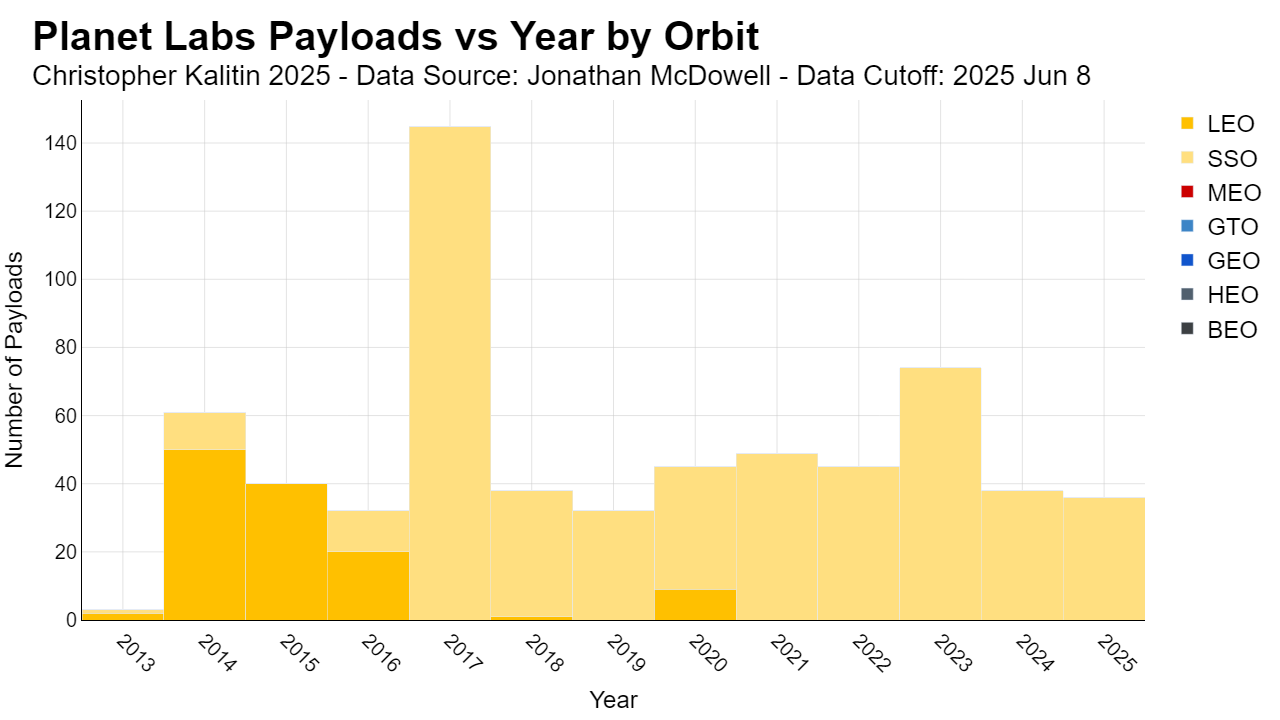 Planet Labs Payloads vs Year by Orbit
Christopher Kalitin 2025 - Data Source: Jonathan McDowell - Data Cutoff: 2025 Jun 8
LEO
SSO
MEO
GTO
GEO
HEO
BEO
Number of Payloads
140
120
100
80
60
40
20
0
2013
2014
2015
2016
2017
2018
2019
2020
2021
2022
2023
2024
2025
Year